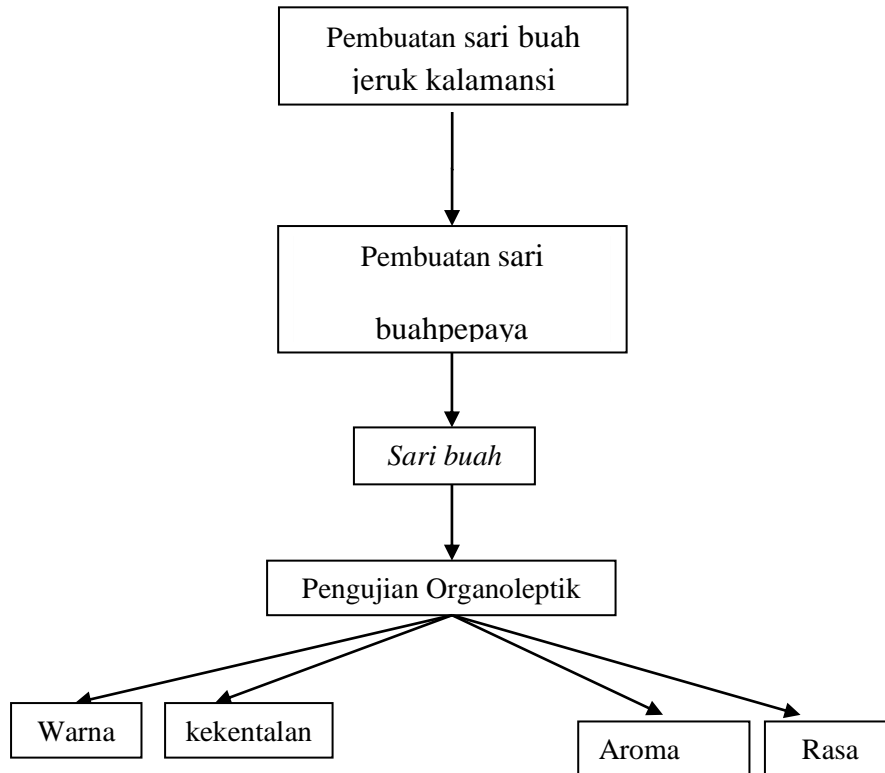 Pembuatan sari buah
jeruk kalamansi
Pembuatan sari
buahpepaya
Sari buah
Pengujian Organoleptik
Warna
kekentalan
Aroma
Rasa